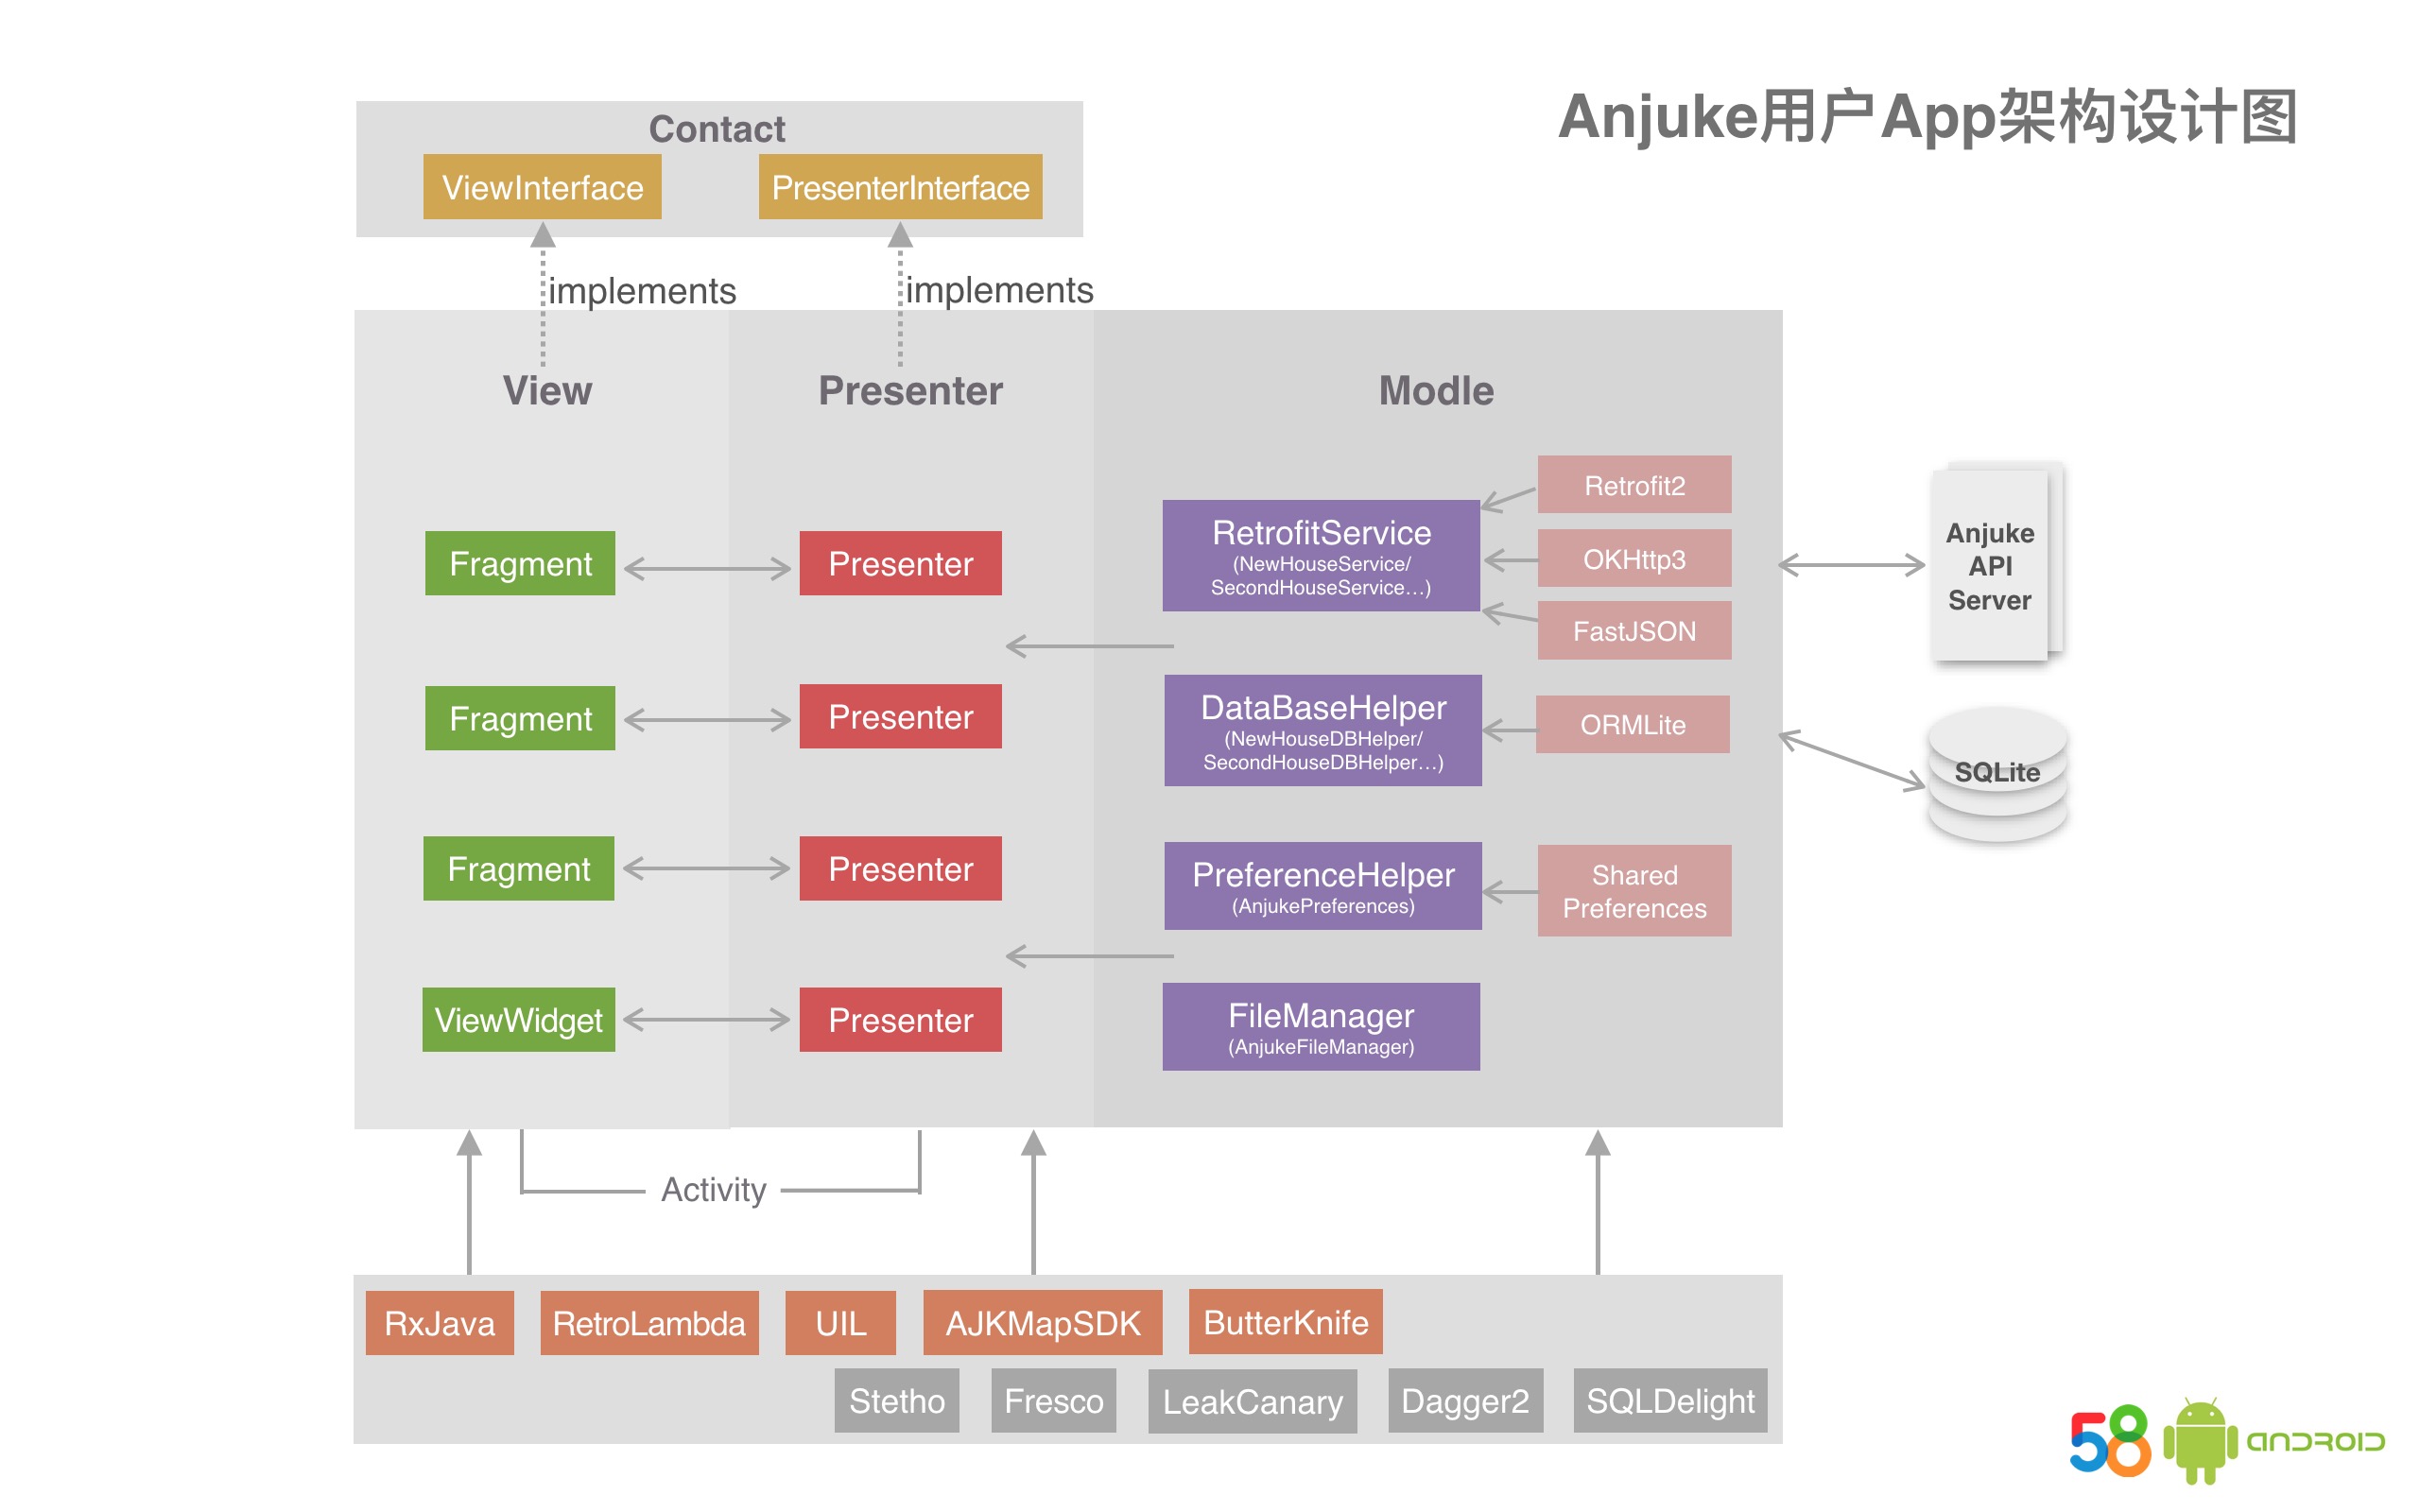 Anjuke用户App架构设计图
Contact
ViewInterface
PresenterInterface
implements
implements
View
Presenter
Modle
Fragment
Presenter
Fragment
Presenter
Fragment
Presenter
ViewWidget
Presenter
RetrofitService
(NewHouseService/
SecondHouseService…)
Retrofit2
OKHttp3
FastJSON
DataBaseHelper
(NewHouseDBHelper/
SecondHouseDBHelper…)
ORMLite
PreferenceHelper
(AnjukePreferences)
Shared
Preferences
FileManager
(AnjukeFileManager)
Anjuke
API
Server
SQLite
Activity
RxJava
RetroLambda
UIL
AJKMapSDK
ButterKnife
Stetho
Fresco
LeakCanary
Dagger2
SQLDelight
58
ANDROID